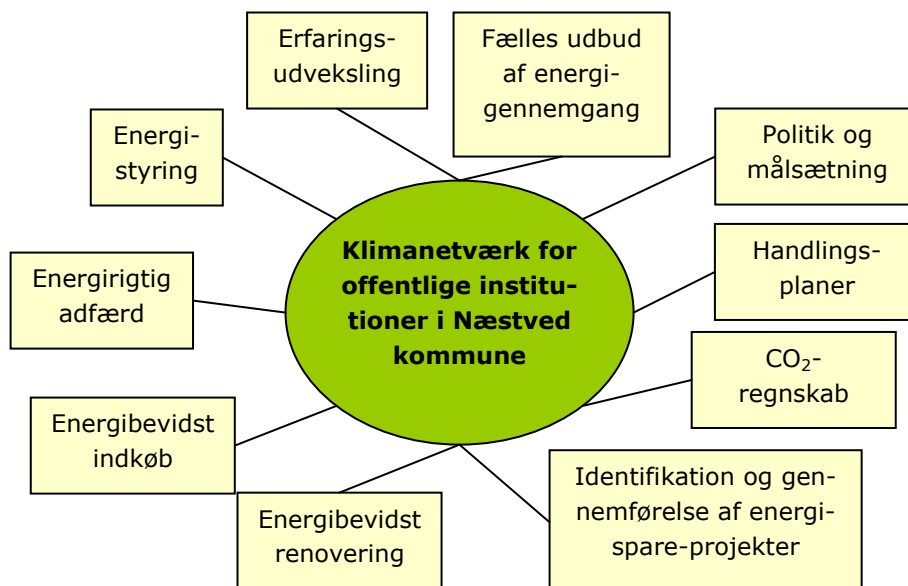 Erfarings-
udveksling
Fælles udbud
af energi-
gennemgang
Energi-
styring
Politik og
målsætning
Klimanetværk for
offentlige institu-
tioner i Næstved
kommune
Handlings-
planer
Energirigtig
adfærd
CO₂-
regnskab
Energibevidst
indkøb
Identifikation og gen-
nemførelse af energi-
spare-projekter
Energibevidst
renovering